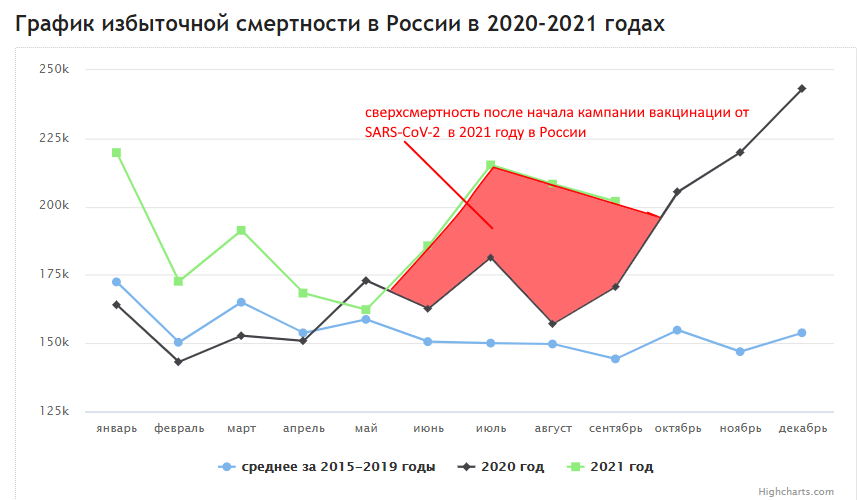 График избыточной смертности в России в 2020-2021 годах
250k
сверхсмертность после начала кампании вакцинации от
SARS-CoV-2 в 2021 году в России
225k
200k
175k
150k
125k
январь февраль март апрель май июнь июль август сентябрь октябрь ноябрь декабрь
среднее за 2015-2019 годы 2020 год 2021 год
Highcharts.com